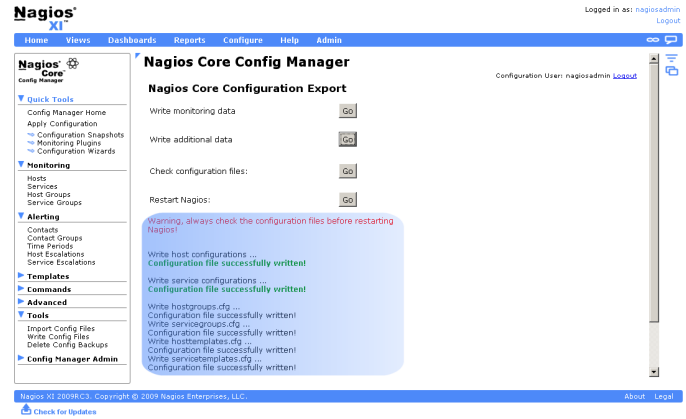 Nagios®
XI™
Logged in as: nagiosadmin
Logout
Home Views Dashboards Reports Configure Help Admin
Nagios®
Core™
Config Manager
Quick Tools
Config Manager Home
Apply Configuration
Configuration Snapshots
Monitoring Plugins
Configuration Wizards
Monitoring
Hosts
Services
Host Groups
Service Groups
Alerting
Contacts
Contact Groups
Time Periods
Host Escalations
Service Escalations
Templates
Commands
Advanced
Tools
Import Config Files
Write Config Files
Delete Config Backups
Config Manager Admin
Nagios Core Config Manager
Configuration User: nagiosadmin Logout
Nagios Core Configuration Export
Write monitoring data Go
Write additional data Go
Check configuration files: Go
Restart Nagios: Go
Warning, always check the configuration files before restarting
Nagios!
Write host configurations ...
Configuration file successfully written!
Write service configurations ...
Configuration file successfully written!
Write hostgroups.cfg ...
Configuration file successfully written!
Write servicegroups.cfg ...
Configuration file successfully written!
Write hosttemplates.cfg ...
Configuration file successfully written!
Write servicetemplates.cfg ...
Configuration file successfully written!
Nagios XI 2009RC3. Copyright © 2009 Nagios Enterprises, LLC.
About Legal
Check for Updates